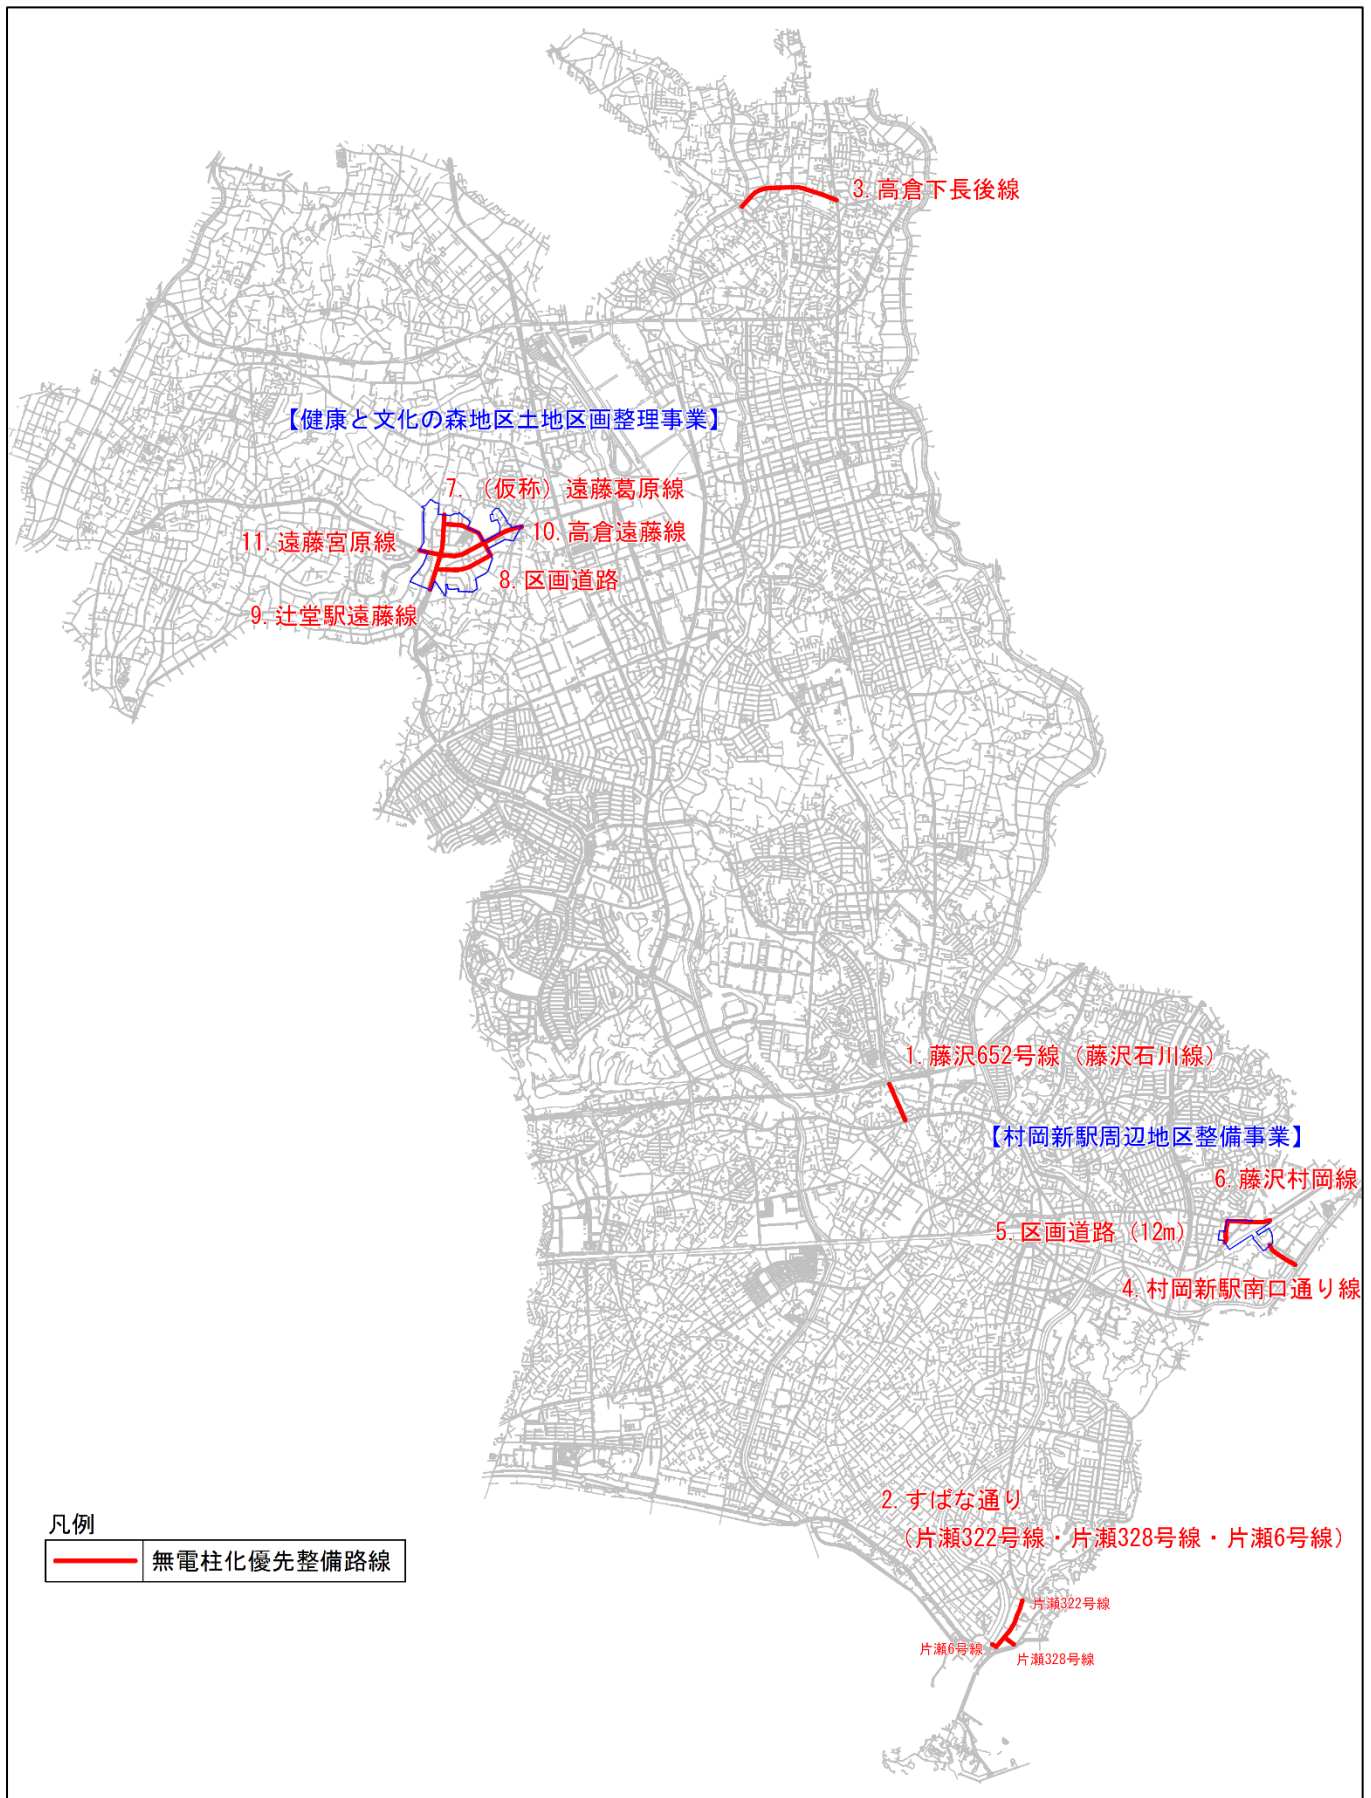 3. 高倉下長後線
【健康と文化の森地区土地区画整理事業】
7. （仮称）遠藤葛原線
10. 高倉遠藤線
11. 遠藤宮原線
8. 区画道路
9. 辻堂駅遠藤線
1. 藤沢652号線（藤沢石川線）
【村岡新駅周辺地区整備事業】
6. 藤沢村岡線
5. 区画道路（12m）
4. 村岡新駅南口通り線
2. すばな通り
（片瀬322号線・片瀬328号線・片瀬6号線）
凡例
無電柱化優先整備路線
片瀬322号線
片瀬6号線
片瀬328号線